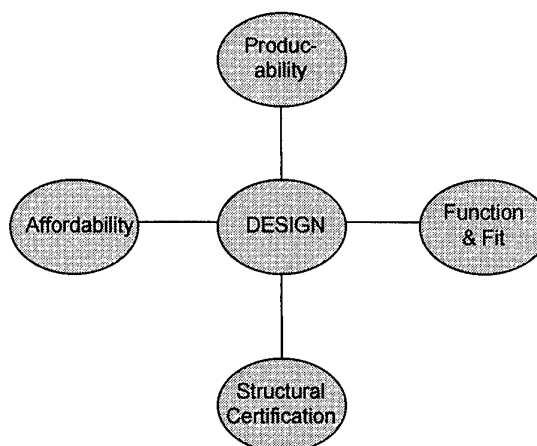 Produc-
ability
Affordability
DESIGN
Function
& Fit
Structural
Certification